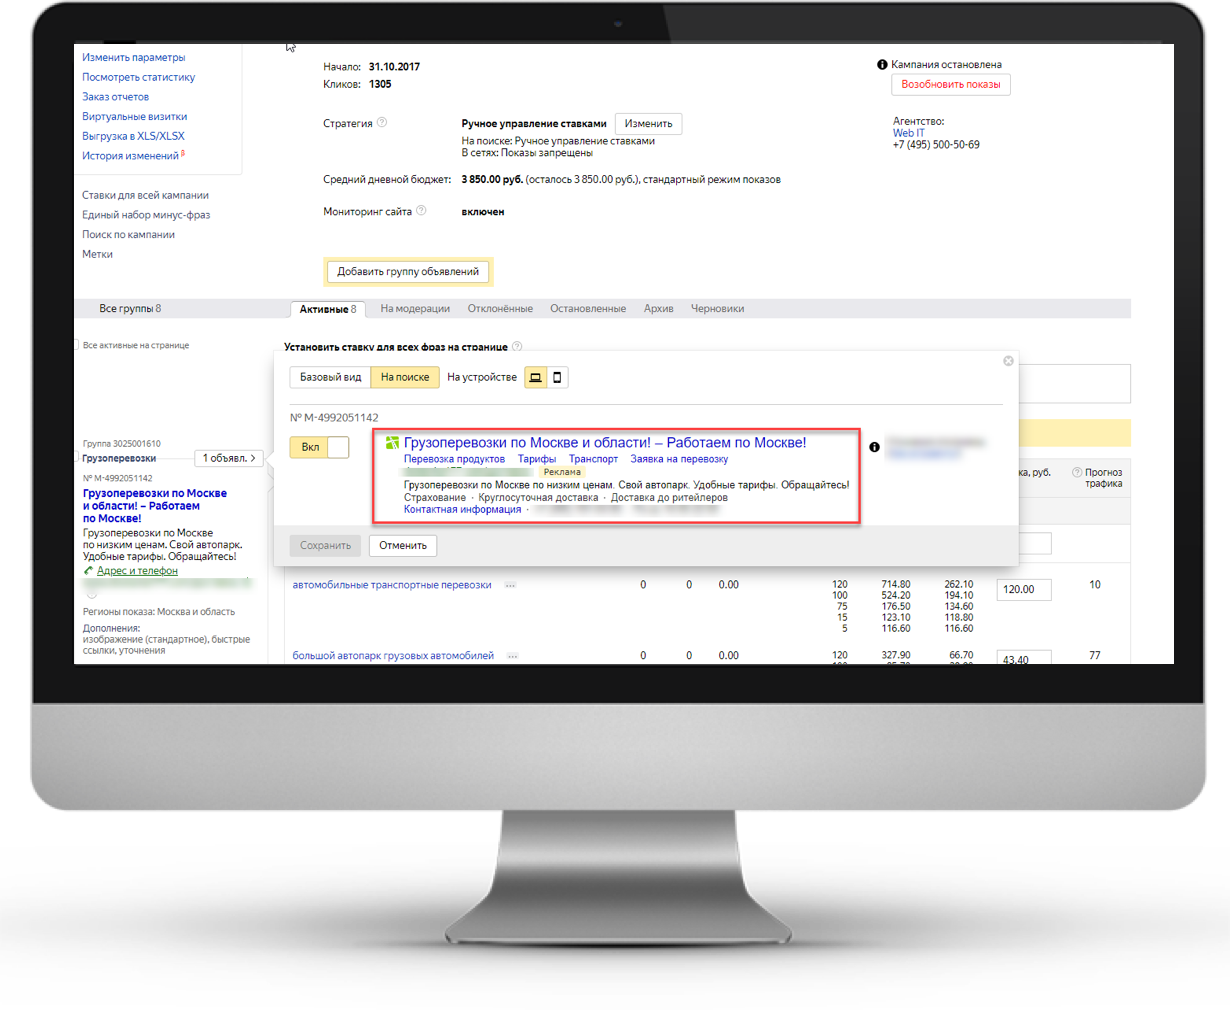 Изменить параметры
Посмотреть статистику
Заказ отчетов
Виртуальные визитки
Выгрузка в XLS/XLSX
История изменений β
Ставки для всей кампании
Единый набор минус-фраз
Поиск по кампании
Метки
Начало: 31.10.2017
Кликов: 1305
Стратегия ? Ручное управление ставками Изменить
На поиске: Ручное управление ставками
В сетях: Показы запрещены
Средний дневной бюджет: 3 850.00 руб. (осталось 3 850.00 руб.), стандартный режим показов
Мониторинг сайта ? включен
Кампания остановлена
Возобновить показы
Агентство:
Web IT
+7 (495) 500-50-69
Добавить группу объявлений
Все группы 8 Активные 8 На модерации Отклонённые Остановленные Архив Черновики
Все активные на странице
Установить ставку для всех фраз на странице ?
Базовый вид На поиске На устройстве
№ M-4992051142
Вкл
Грузоперевозки по Москве и области! – Работаем по Москве!
Перевозка продуктов Тарифы Транспорт Заявка на перевозку
Реклама
Грузоперевозки по Москве по низким ценам. Свой автопарк. Удобные тарифы. Обращайтесь!
Страхование · Круглосуточная доставка · Доставка до ритейлеров
Контактная информация ·
Сохранить Отменить
Группа 3025001610
Грузоперевозки 1 объявл. >
№ M-4992051142
Грузоперевозки по Москве
и области! – Работаем
по Москве!
Грузоперевозки по Москве
по низким ценам. Свой автопарк.
Удобные тарифы. Обращайтесь!
Адрес и телефон
Регионы показа: Москва и область
Дополнения:
изображение (стандартное), быстрые
ссылки, уточнения
ка, руб. ? Прогноз
трафика
автомобильные транспортные перевозки ... 0 0 0.00 120 714.80 262.10 120.00 10
100 524.20 194.10
75 176.50 134.60
15 123.10 118.80
5 116.60 116.60
большой автопарк грузовых автомобилей ... 0 0 0.00 120 327.90 66.70 43.40 77